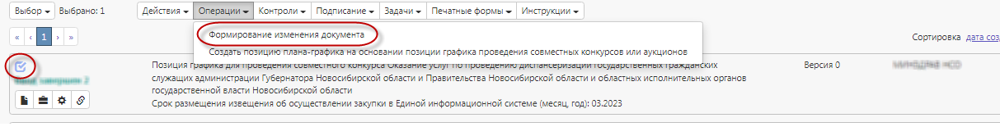 Выбор Выбрано: 1 Действия Операции Контроли Подписание Задачи Печатные формы Инструкции
Формирование изменения документа
« ‹ 1 › » Сортировка дата соз
Создать позицию плана-графика на основании позиции графика проведения совместных конкурсов или аукционов
Позиция графика для проведения совместного конкурса Оказание услуг по проведению диспансеризации государственных гражданских Версия 0
служащих администрации Губернатора Новосибирской области и Правительства Новосибирской области и областных исполнительных органов
государственной власти Новосибирской области
Срок размещения извещения об осуществлении закупки в Единой информационной системе (месяц, год): 03.2023